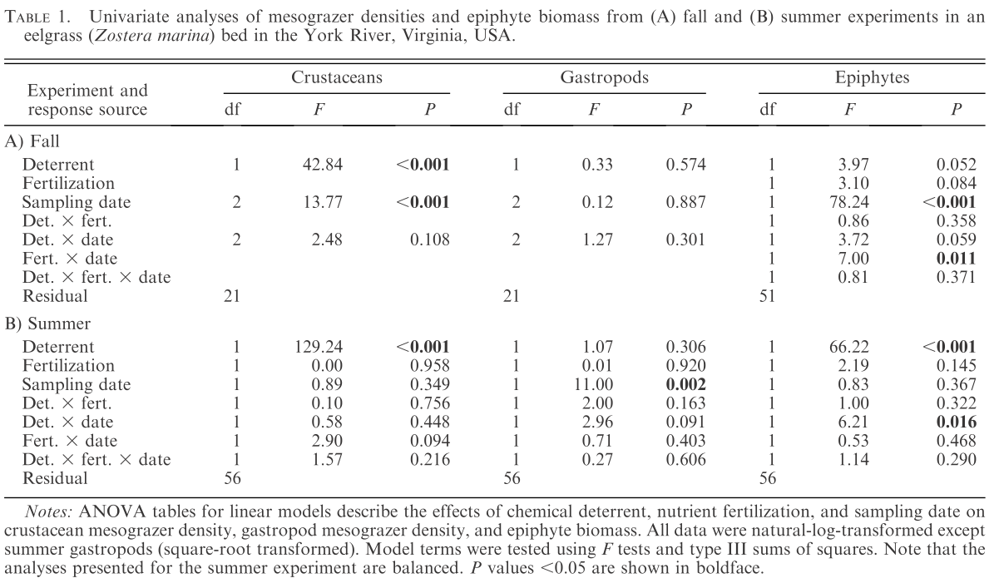 TABLE 1. Univariate analyses of mesograzer densities and epiphyte biomass from (A) fall and (B) summer experiments in an
eelgrass (Zostera marina) bed in the York River, Virginia, USA.
Experiment and response source Crustaceans Gastropods Epiphytes
df F P df F P df F P
A) Fall
Deterrent 1 42.84 <0.001 1 0.33 0.574 1 3.97 0.052
Fertilization 1 3.10 0.084
Sampling date 2 13.77 <0.001 2 0.12 0.887 1 78.24 <0.001
Det. × fert. 1 0.86 0.358
Det. × date 2 2.48 0.108 2 1.27 0.301 1 3.72 0.059
Fert. × date 1 7.00 0.011
Det. × fert. × date 1 0.81 0.371
Residual 21 21 51
B) Summer
Deterrent 1 129.24 <0.001 1 1.07 0.306 1 66.22 <0.001
Fertilization 1 0.00 0.958 1 0.01 0.920 1 2.19 0.145
Sampling date 1 0.89 0.349 1 11.00 0.002 1 0.83 0.367
Det. × fert. 1 0.10 0.756 1 2.00 0.163 1 1.00 0.322
Det. × date 1 0.58 0.448 1 2.96 0.091 1 6.21 0.016
Fert. × date 1 2.90 0.094 1 0.71 0.403 1 0.53 0.468
Det. × fert. × date 1 1.57 0.216 1 0.27 0.606 1 1.14 0.290
Residual 56 56 56
Notes: ANOVA tables for linear models describe the effects of chemical deterrent, nutrient fertilization, and sampling date on
crustacean mesograzer density, gastropod mesograzer density, and epiphyte biomass. All data were natural-log-transformed except
summer gastropods (square-root transformed). Model terms were tested using F tests and type III sums of squares. Note that the
analyses presented for the summer experiment are balanced. P values <0.05 are shown in boldface.